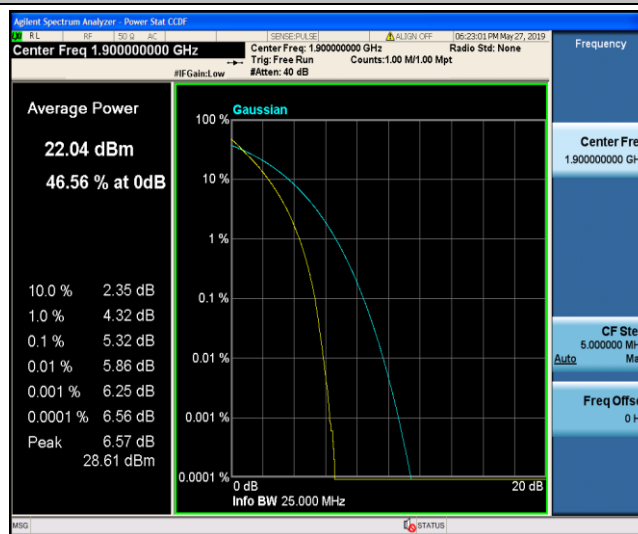 Agilent Spectrum Analyzer - Power Stat CCDF
RL RF 50 Ω AC SENSE:PULSE ALIGN OFF 06:23:01 PM May 27, 2019
Center Freq 1.900000000 GHz
Center Freq: 1.900000000 GHz Radio Std: None
Trig: Free Run Counts:1.00 M/1.00 Mpt
#IFGain:Low #Atten: 40 dB
Frequency
Average Power
22.04 dBm
46.56 % at 0dB
10.0 % 2.35 dB
1.0 % 4.32 dB
0.1 % 5.32 dB
0.01 % 5.86 dB
0.001 % 6.25 dB
0.0001 % 6.56 dB
Peak 6.57 dB
28.61 dBm
Gaussian
100 %
10 %
1 %
0.1 %
0.01 %
0.001 %
0.0001 %
0 dB 20 dB
Info BW 25.000 MHz
Center Fre
1.900000000 GH
CF Ste
5.000000 MH
Auto Ma
Freq Offse
0 H
MSG STATUS